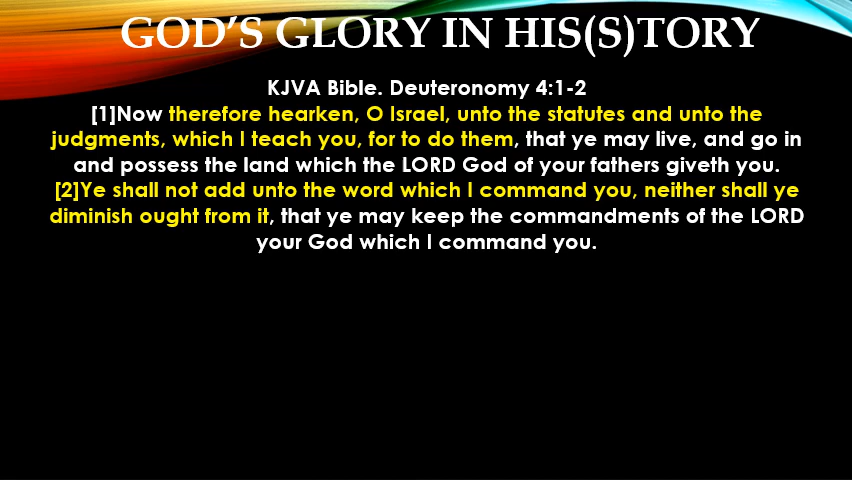 GOD’S GLORY IN HIS(S)TORY
KJVA Bible. Deuteronomy 4:1-2
[1]Now therefore hearken, O Israel, unto the statutes and unto the
judgments, which I teach you, for to do them, that ye may live, and go in
and possess the land which the LORD God of your fathers giveth you.
[2]Ye shall not add unto the word which I command you, neither shall ye
diminish ought from it, that ye may keep the commandments of the LORD
your God which I command you.